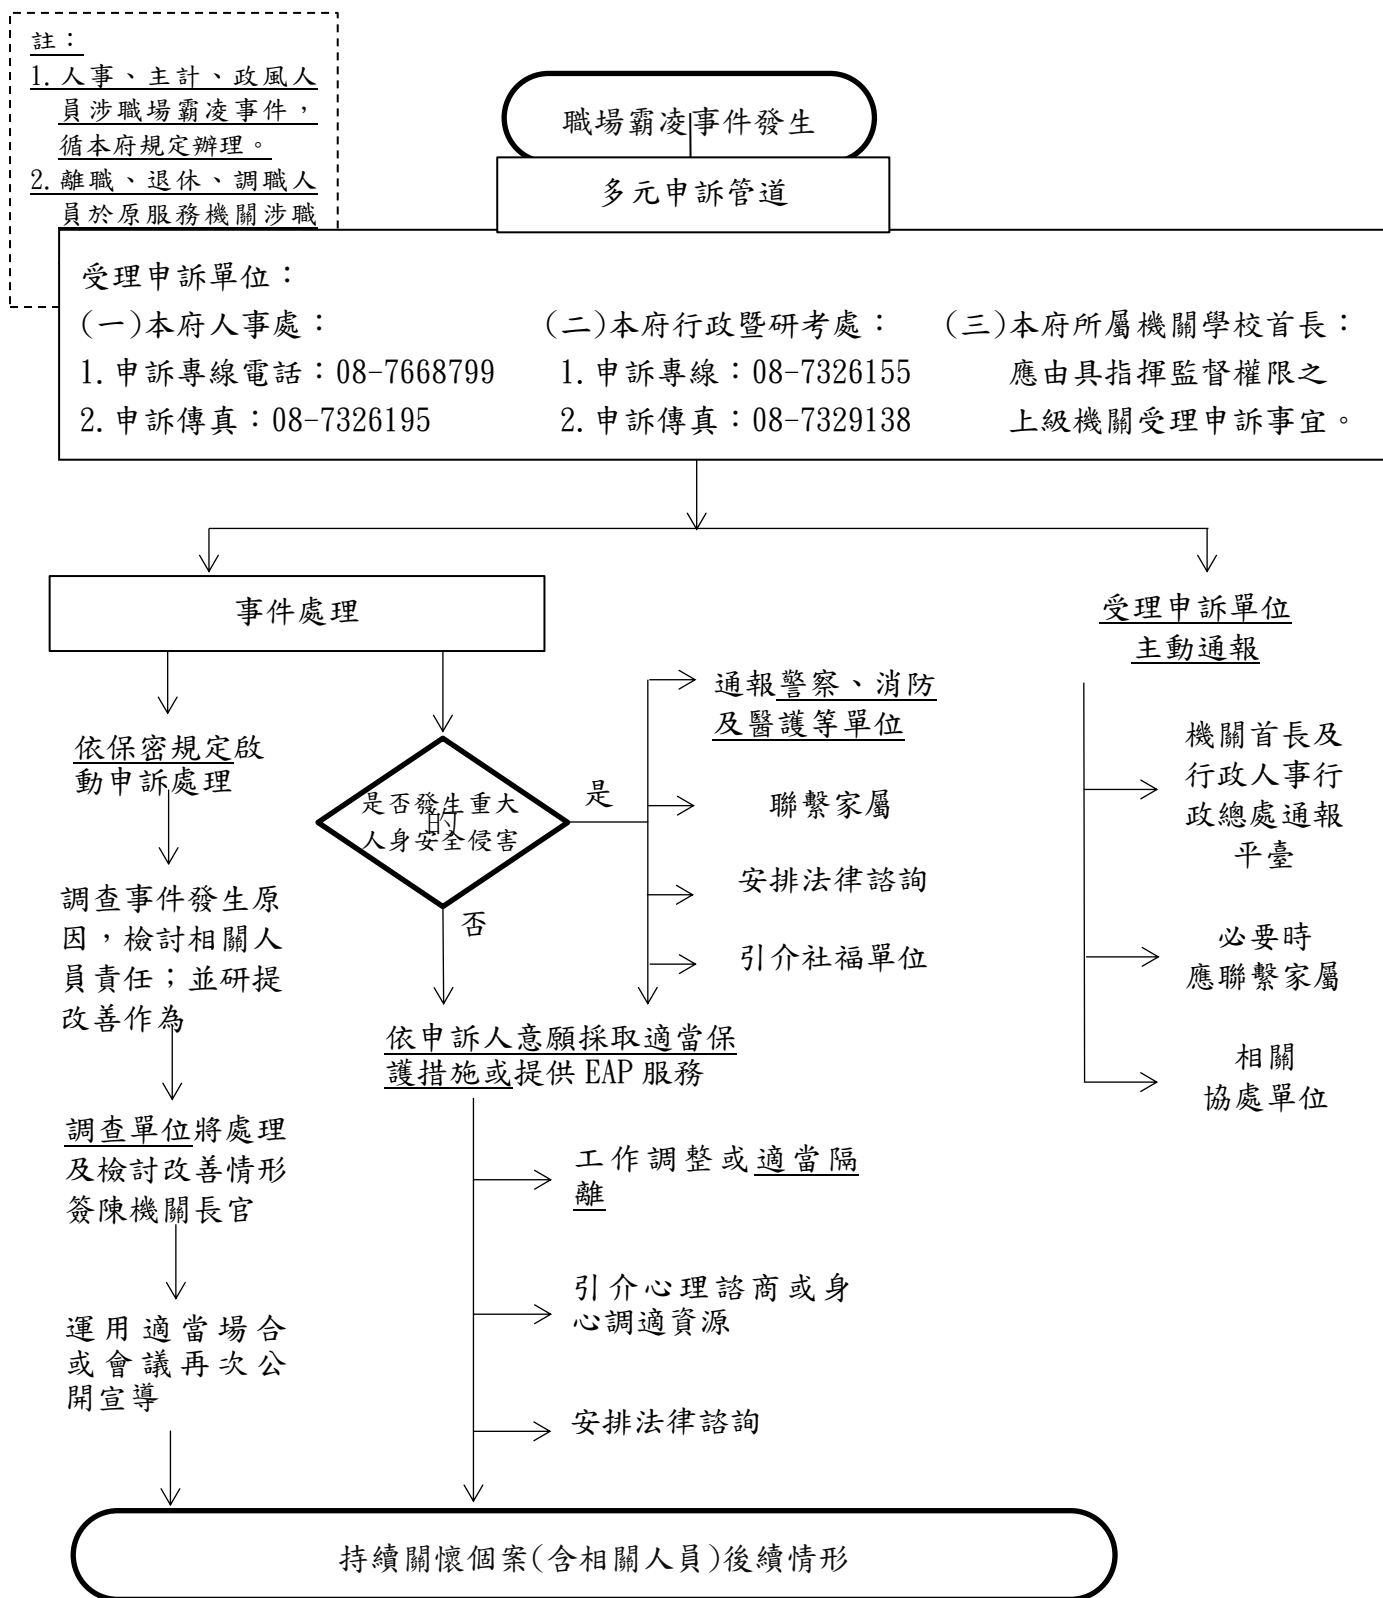 註：
1. 人事、主計、政風人
員涉職場霸凌事件，
循本府規定辦理。
2. 離職、退休、調職人
員於原服務機關涉職
職場霸凌事件發生
多元申訴管道
受理申訴單位：
(一)本府人事處：
1. 申訴專線電話：08-7668799
2. 申訴傳真：08-7326195
(二)本府行政暨研考處：
1. 申訴專線：08-7326155
2. 申訴傳真：08-7329138
(三)本府所屬機關學校首長：
應由具指揮監督權限之
上級機關受理申訴事宜。
事件處理
依保密規定啟
動申訴處理
調查事件發生原
因，檢討相關人
員責任；並研提
改善作為
調查單位將處理
及檢討改善情形
簽陳機關長官
運用適當場合
或會議再次公
開宣導
是否發生重大
的
人身安全侵害
是
否
通報警察、消防
及醫護等單位
聯繫家屬
安排法律諮詢
引介社福單位
依申訴人意願採取適當保
護措施或提供 EAP 服務
工作調整或適當隔
離
引介心理諮商或身
心調適資源
安排法律諮詢
受理申訴單位
主動通報
機關首長及
行政人事行
政總處通報
平臺
必要時
應聯繫家屬
相關
協處單位
持續關懷個案(含相關人員)後續情形